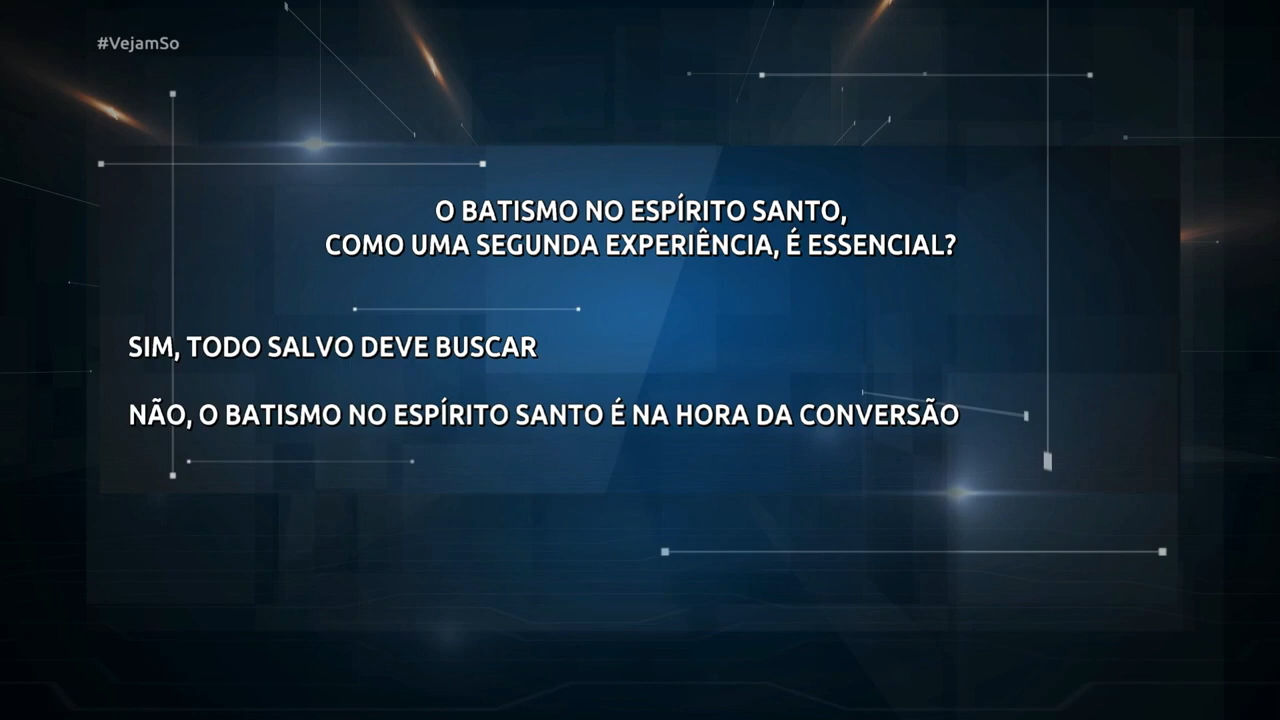 #VejamSo
O BATISMO NO ESPÍRITO SANTO,
COMO UMA SEGUNDA EXPERIÊNCIA, É ESSENCIAL?
SIM, TODO SALVO DEVE BUSCAR
NÃO, O BATISMO NO ESPÍRITO SANTO É NA HORA DA CONVERSÃO